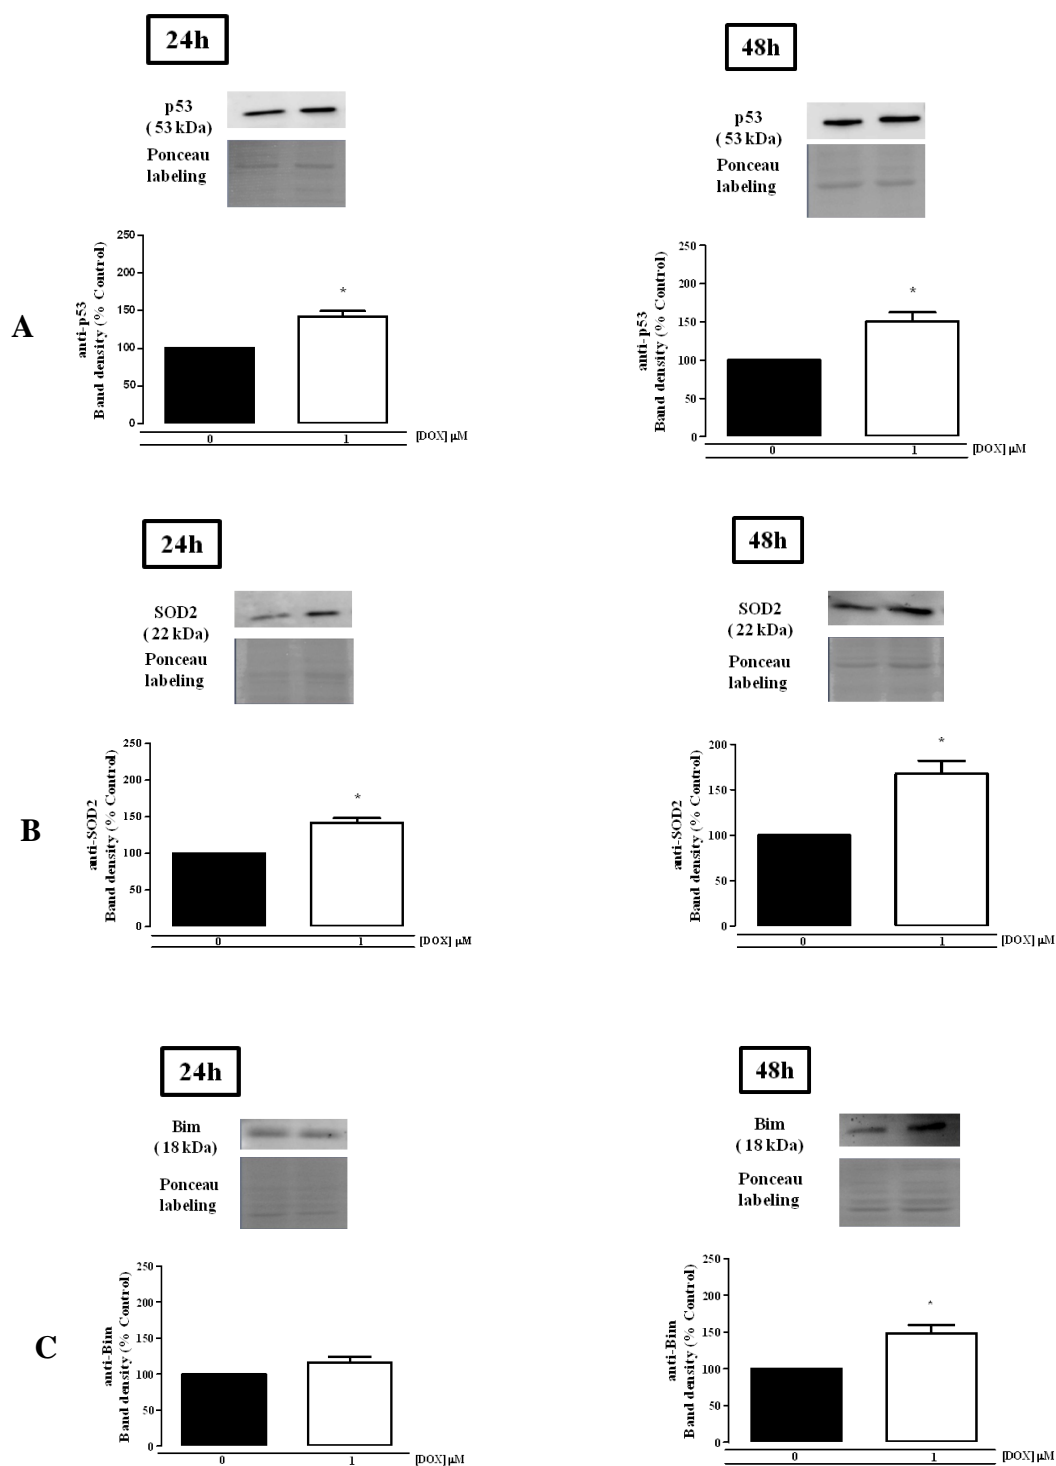 24h
p53
( 53 kDa)
Ponceau
labeling
anti-p53
Band density (% Control)
250
200
150
100
50
0
*
0
1
[DOX] µM
48h
p53
( 53 kDa)
Ponceau
labeling
anti-p53
Band density (% Control)
250
200
150
100
50
0
*
0
1
[DOX] µM
A
24h
SOD2
( 22 kDa)
Ponceau
labeling
anti-SOD2
Band density (% Control)
250
200
150
100
50
0
*
0
1
[DOX] µM
48h
SOD2
( 22 kDa)
Ponceau
labeling
anti-SOD2
Band density (% Control)
200
150
100
50
0
*
0
1
[DOX] µM
B
24h
Bim
( 18 kDa)
Ponceau
labeling
anti-Bim
Band density (% Control)
250
200
150
100
50
0
0
1
[DOX] µM
48h
Bim
( 18 kDa)
Ponceau
labeling
anti-Bim
Band density (% Control)
250
200
150
100
50
0
*
0
1
[DOX] µM
C